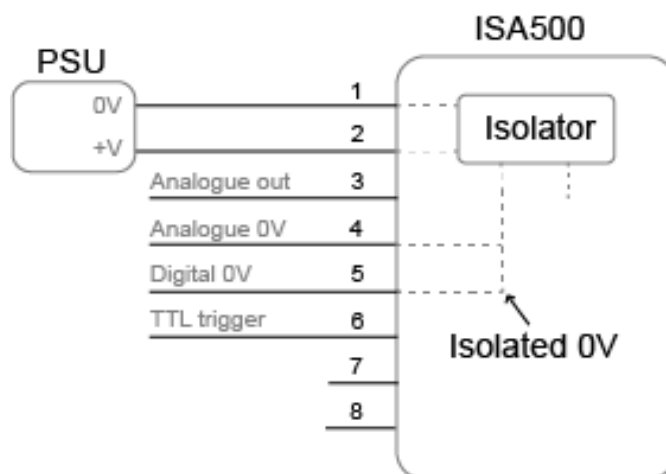 ISA500
PSU
0V
+V
1
2
Analogue out 3
Analogue 0V 4
Digital 0V 5
TTL trigger 6
7
8
Isolator
Isolated 0V